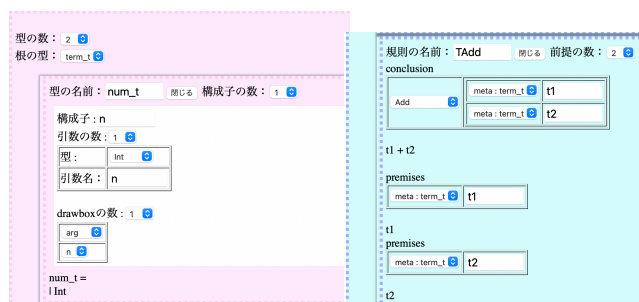 型の数： 2
根の型： term_t
型の名前： num_t 閉じる 構成子の数： 1
構成子 : n
引数の数 : 1
型 : Int
引数名： n
drawboxの数 : 1
arg
n
num_t =
| Int
規則の名前： TAdd 閉じる 前提の数： 2
conclusion
Add meta : term_t t1
meta : term_t t2
t1 + t2
premises
meta : term_t t1
t1
premises
meta : term_t t2
t2